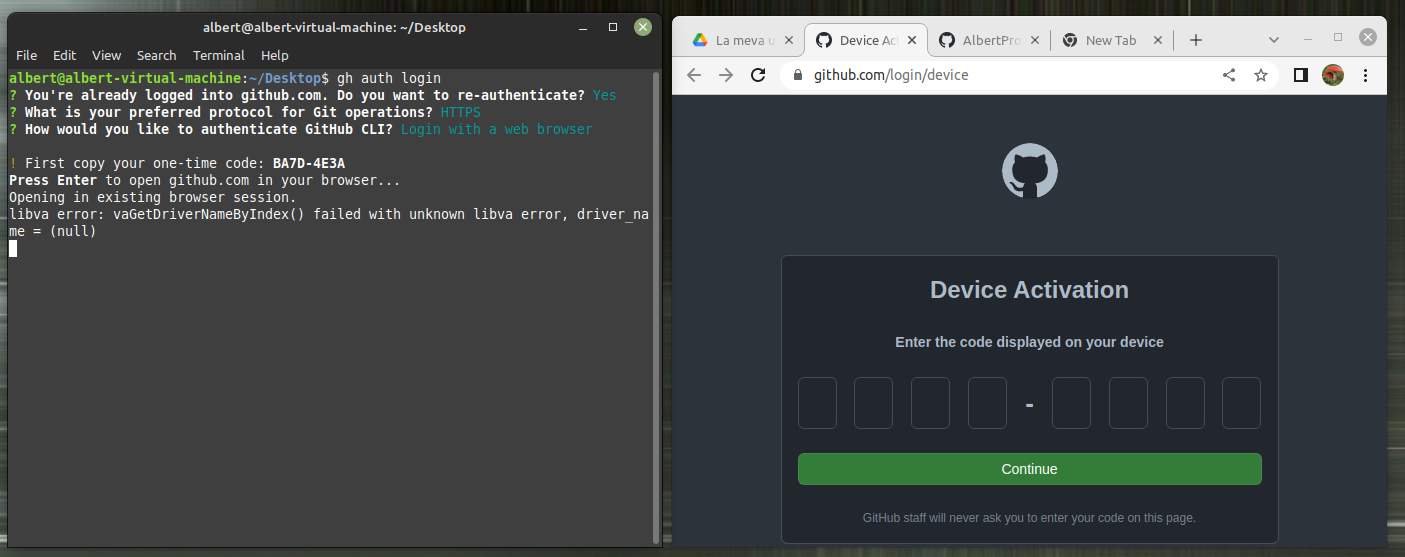 albert@albert-virtual-machine: ~/Desktop
File Edit View Search Terminal Help
albert@albert-virtual-machine:~/Desktop$ gh auth login
? You're already logged into github.com. Do you want to re-authenticate? Yes
? What is your preferred protocol for Git operations? HTTPS
? How would you like to authenticate GitHub CLI? Login with a web browser
! First copy your one-time code: BA7D-4E3A
Press Enter to open github.com in your browser...
Opening in existing browser session.
libva error: vaGetDriverNameByIndex() failed with unknown libva error, driver_na
me = (null)
La meva u Device Ac AlbertPro New Tab
github.com/login/device
Device Activation
Enter the code displayed on your device
-
Continue
GitHub staff will never ask you to enter your code on this page.